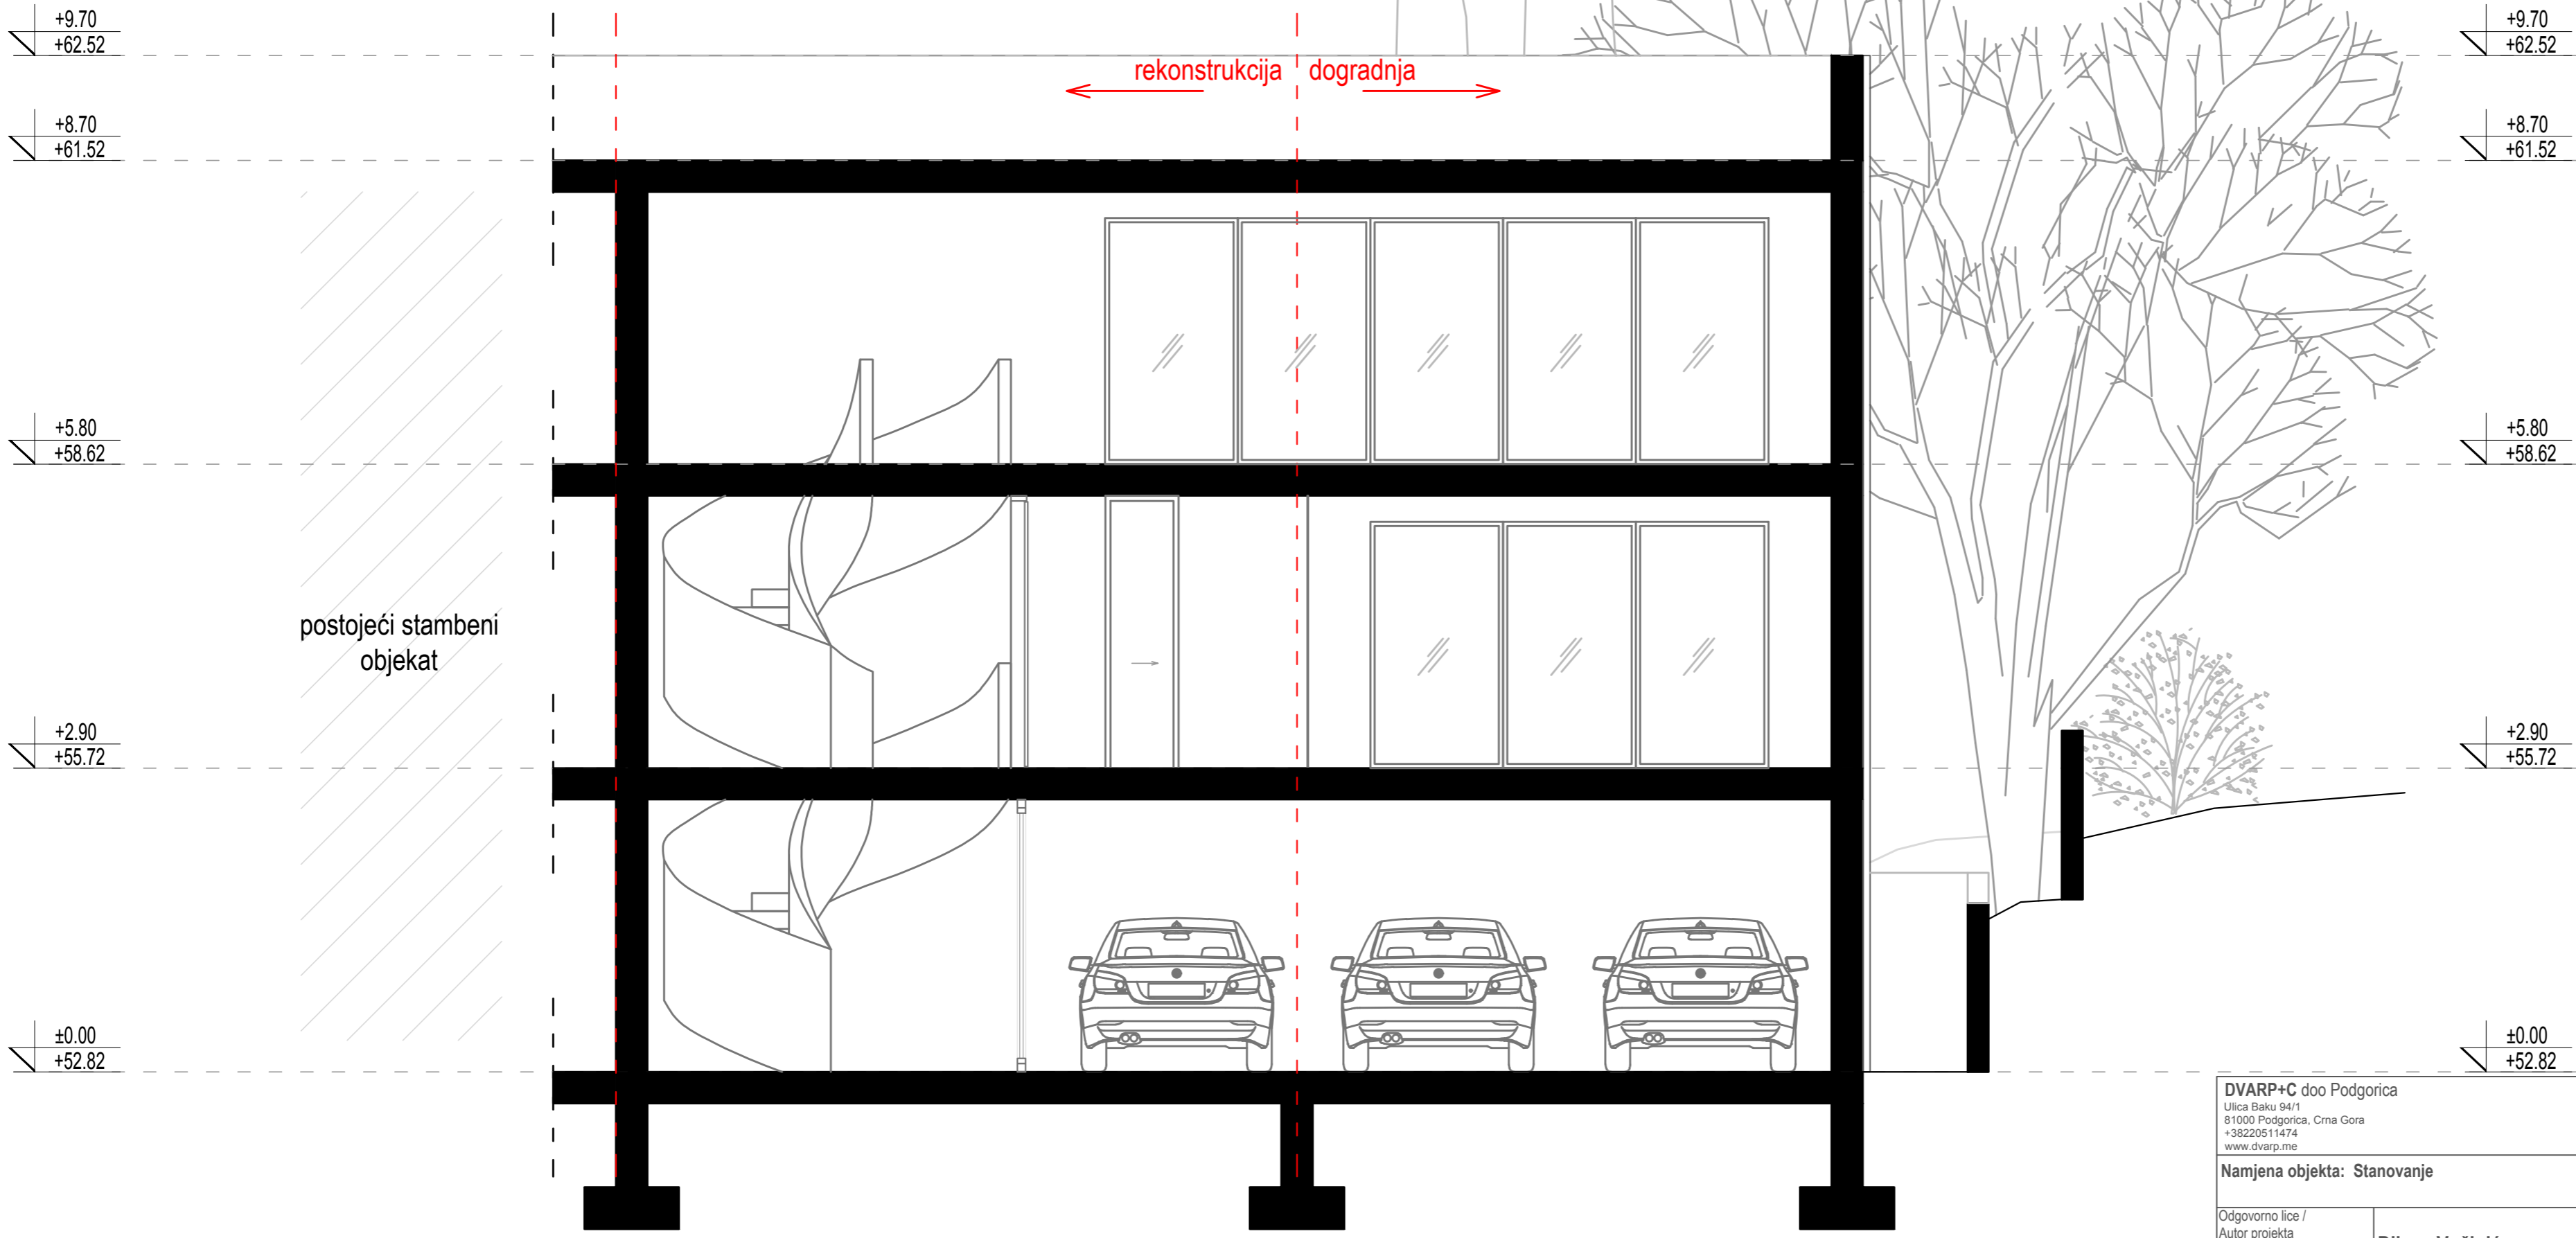 +9.70
+62.52
+9.70
+62.52
rekonstrukcija dogradnja
+8.70
+61.52
+8.70
+61.52
+5.80
+58.62
+5.80
+58.62
postojeći stambeni
objekat
+2.90
+55.72
+2.90
+55.72
±0.00
+52.82
±0.00
+52.82
DVARP+C doo Podgorica
Ulica Baku 94/1
81000 Podgorica, Crna Gora
+38220511474
www.dvarp.me
Namjena objekta: Stanovanje
Odgovorno lice /
Autor projekta